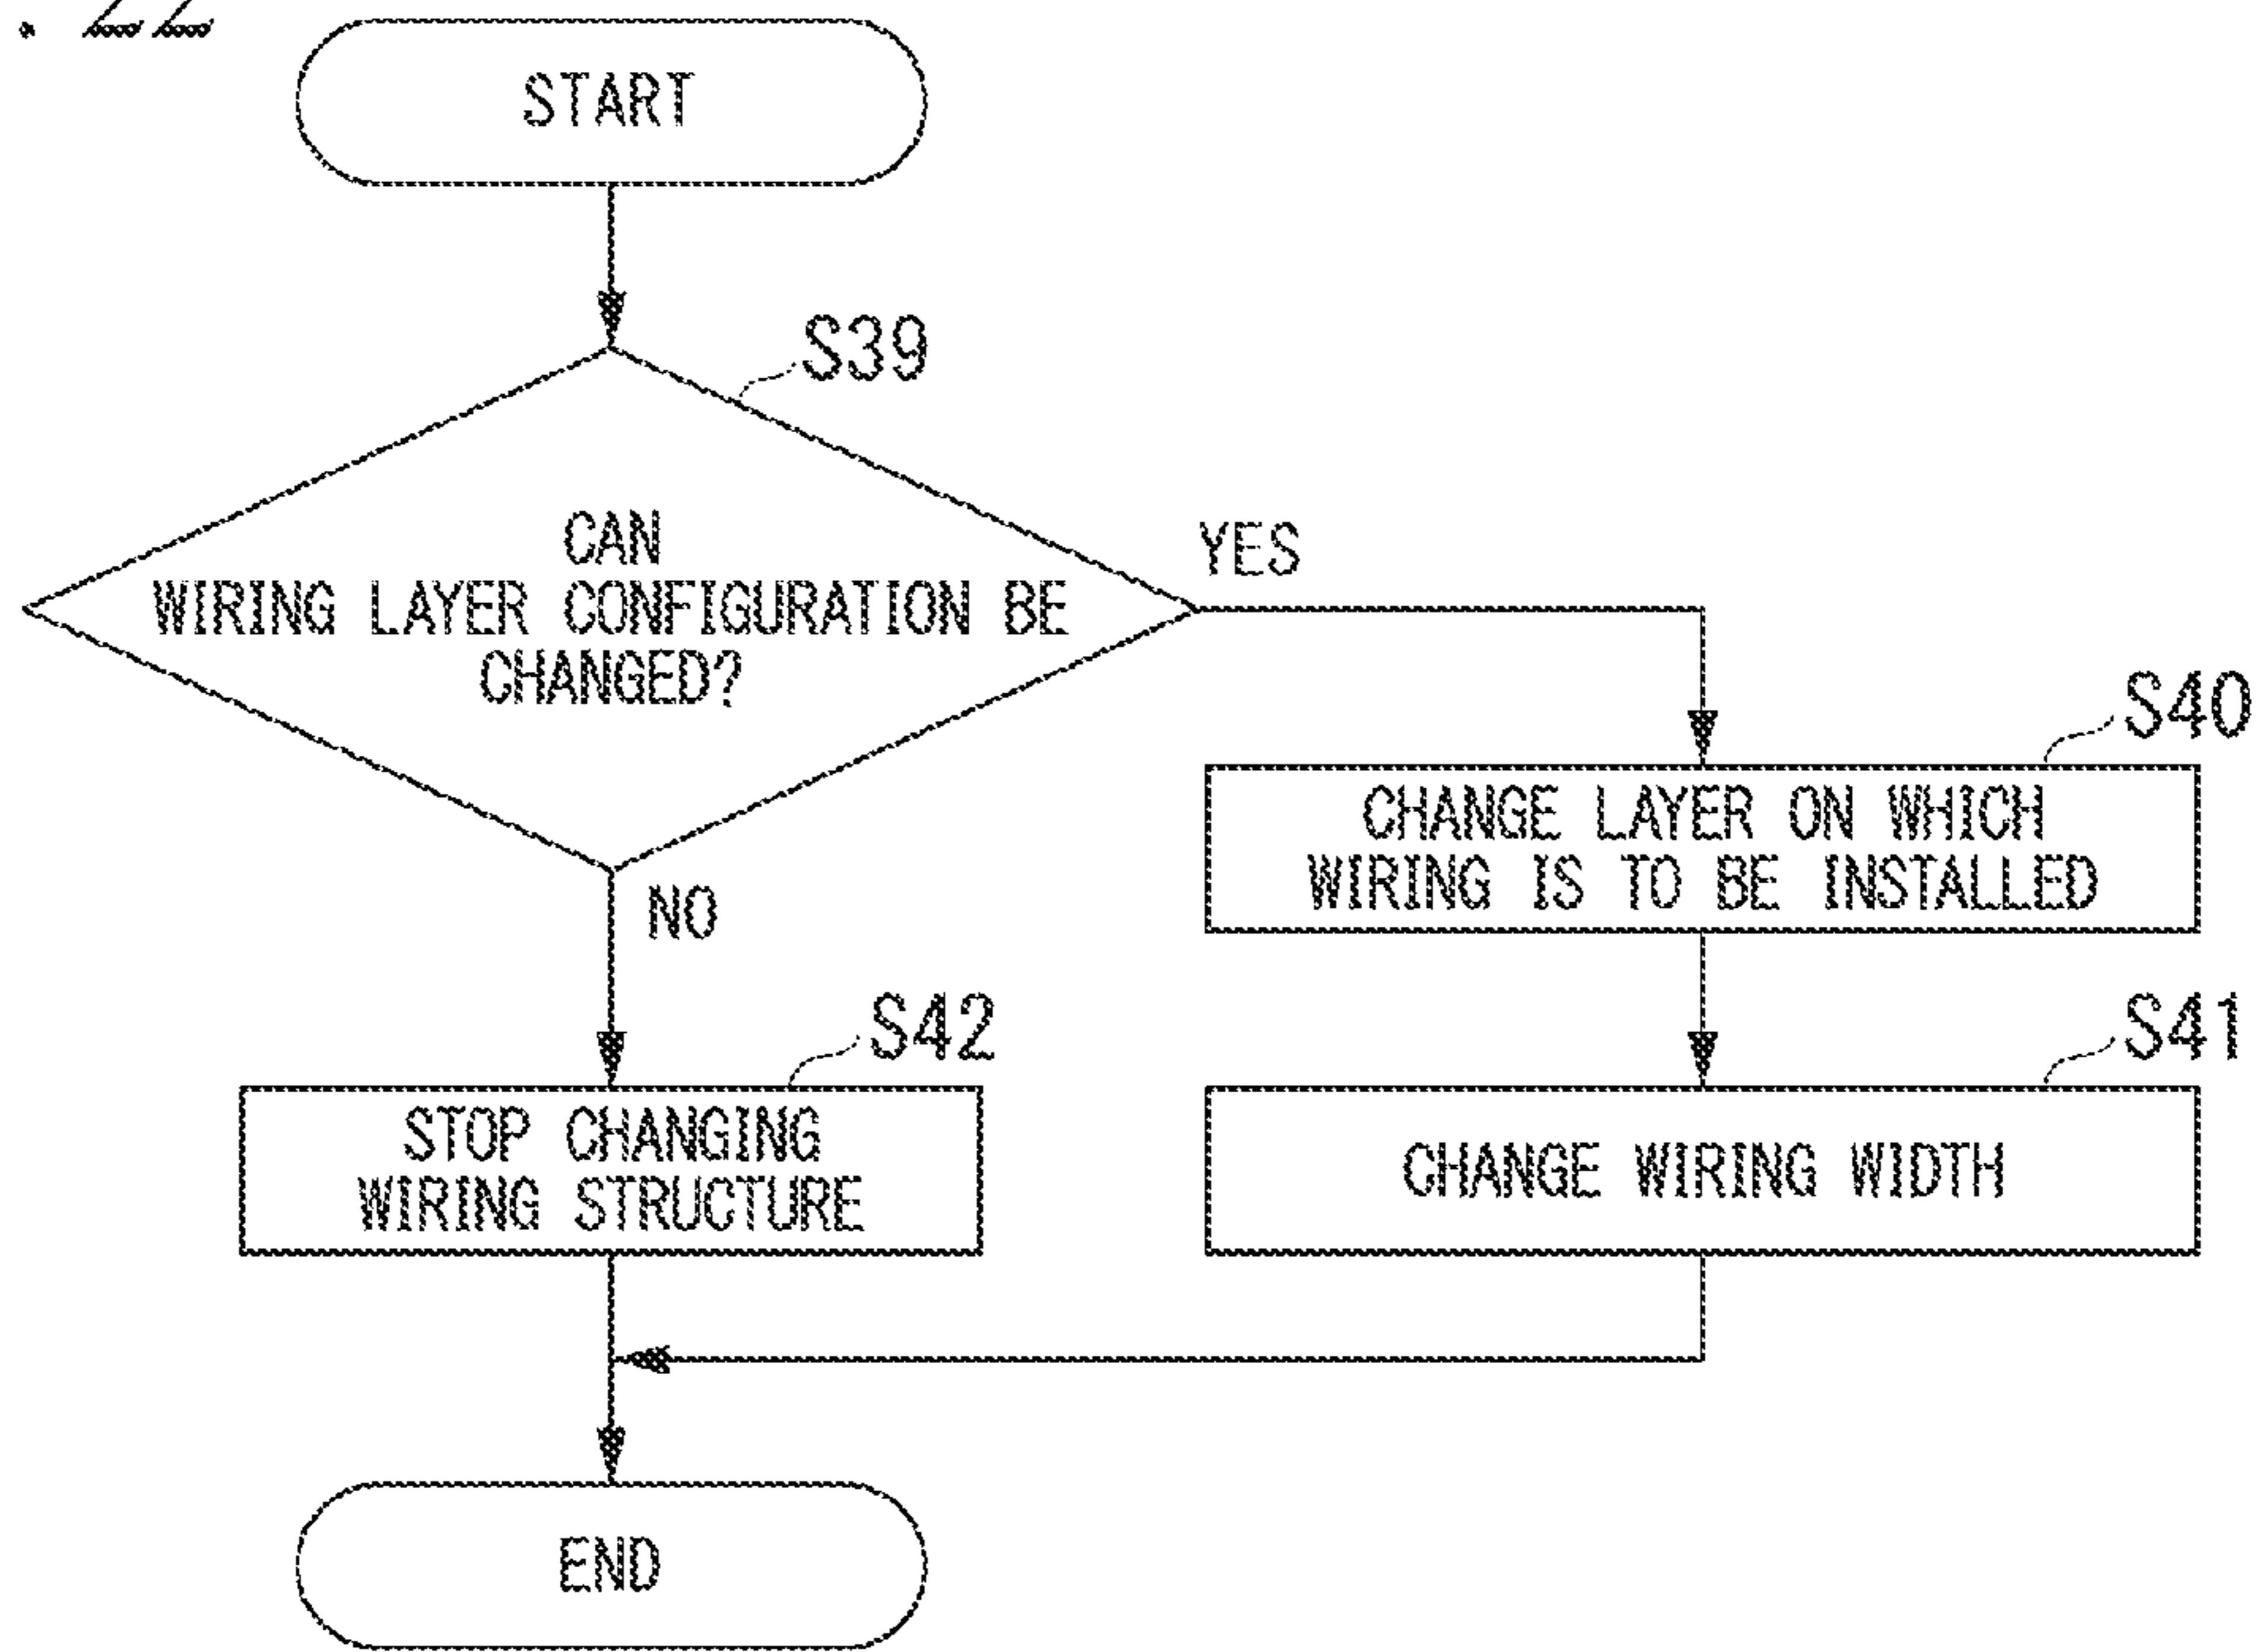 . 22
START
S39
CAN
WIRING LAYER CONFIGURATION BE
CHANGED?
YES
NO
S40
CHANGE LAYER ON WHICH
WIRING IS TO BE INSTALLED
S42
STOP CHANGING
WIRING STRUCTURE
S41
CHANGE WIRING WIDTH
END